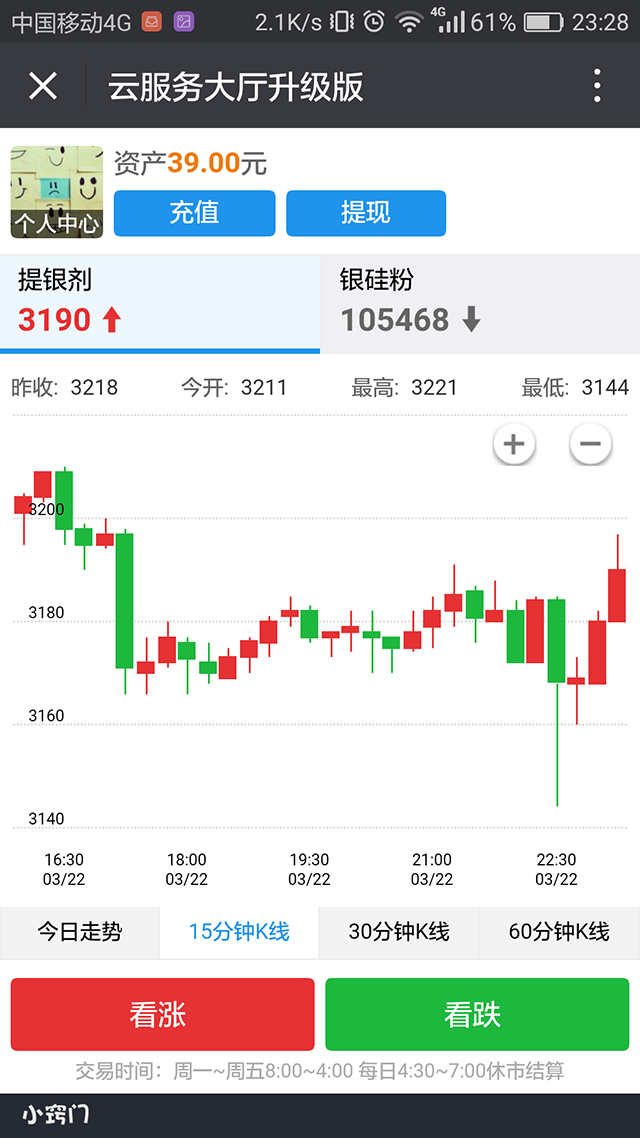 中国移动4G 2.1K/s 4G 61% 23:28
云服务大厅升级版
资产39.00元
个人中心 充值 提现
提银剂 银硅粉
3190 105468
昨收: 3218 今开: 3211 最高: 3221 最低: 3144
3200
3180
3160
3140
16:30 18:00 19:30 21:00 22:30
03/22 03/22 03/22 03/22 03/22
今日走势 15分钟K线 30分钟K线 60分钟K线
看涨 看跌
交易时间：周一~周五8:00~4:00 每日4:30~7:00休市结算
小窍门